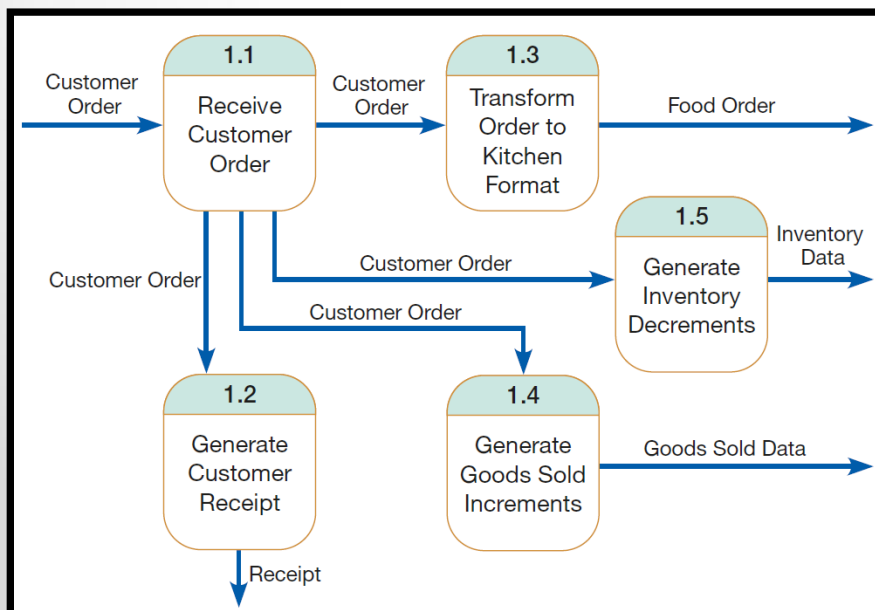 1.1
Receive
Customer
Order
1.3
Transform
Order to
Kitchen
Format
Customer
Order
Customer
Order
Food Order
1.5
Generate
Inventory
Decrements
Inventory
Data
Customer Order
Customer Order
Customer Order
1.2
Generate
Customer
Receipt
1.4
Generate
Goods Sold
Increments
Goods Sold Data
Receipt